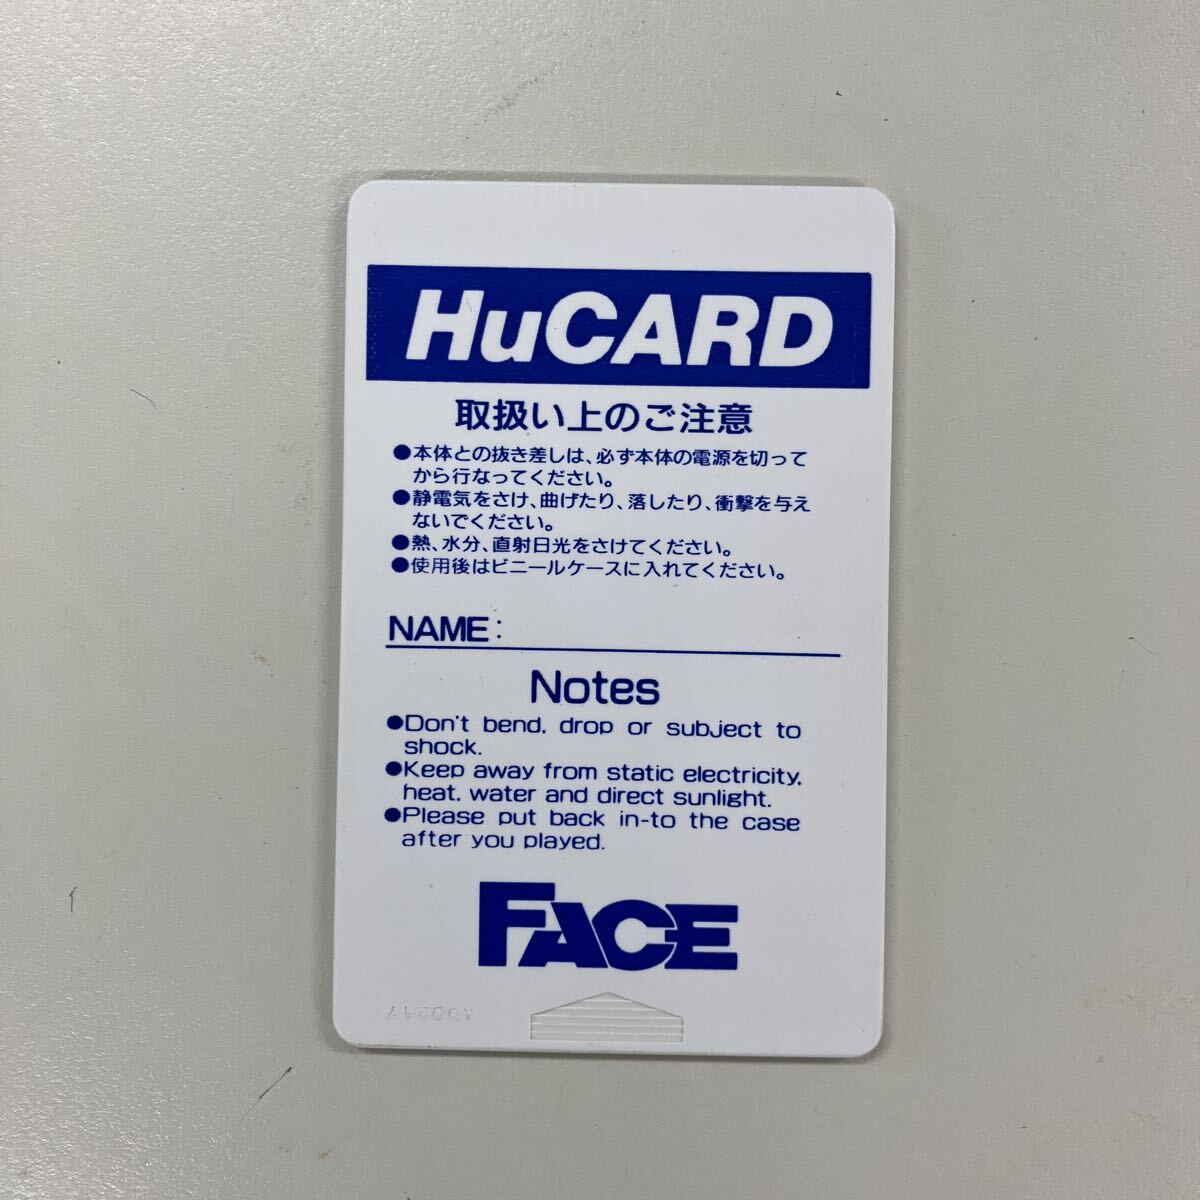 HuCARD
取扱い上のご注意
●本体との抜き差しは、必ず本体の電源を切って
から行なってください。
●静電気をさけ、曲げたり、落したり、衝撃を与え
ないでください。
●熱、水分、直射日光をさけてください。
●使用後はビニールケースに入れてください。
NAME:
Notes
●Don't bend, drop or subject to
shock.
●Keep away from static electricity,
heat, water and direct sunlight.
●Please put back in-to the case
after you played.
FACE